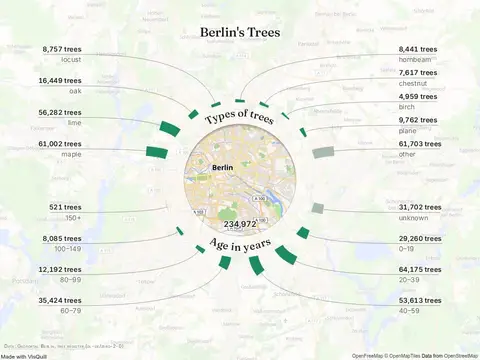 Berlin's Trees
8,757 trees
locust
16,449 trees
oak
56,282 trees
lime
61,002 trees
maple
8,441 trees
hornbeam
7,617 trees
chestnut
4,959 trees
birch
9,762 trees
plane
61,703 trees
other
Types of trees
Berlin
A 100
234,972
Age in years
521 trees
150+
8,085 trees
100–149
12,192 trees
80–99
35,424 trees
60–79
31,702 trees
unknown
29,260 trees
0–19
64,175 trees
20–39
53,613 trees
40–59
Made with VisQuill
OpenFreeMap © OpenMapTiles Data from OpenStreetMap